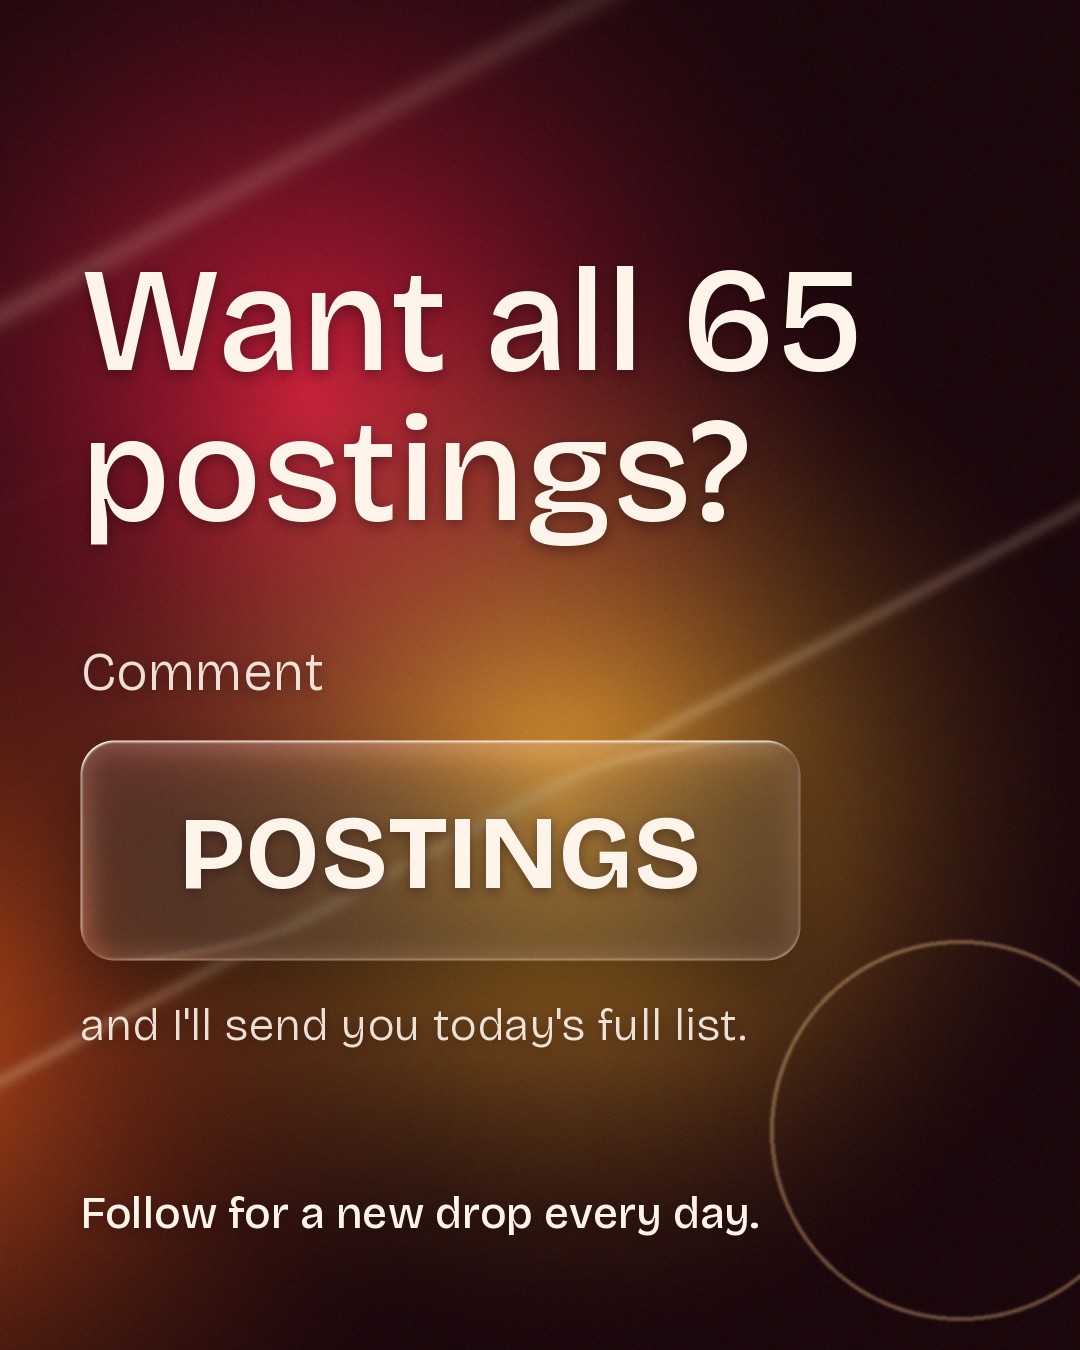 Want all 65
postings?
Comment
POSTINGS
and I'll send you today's full list.
Follow for a new drop every day.